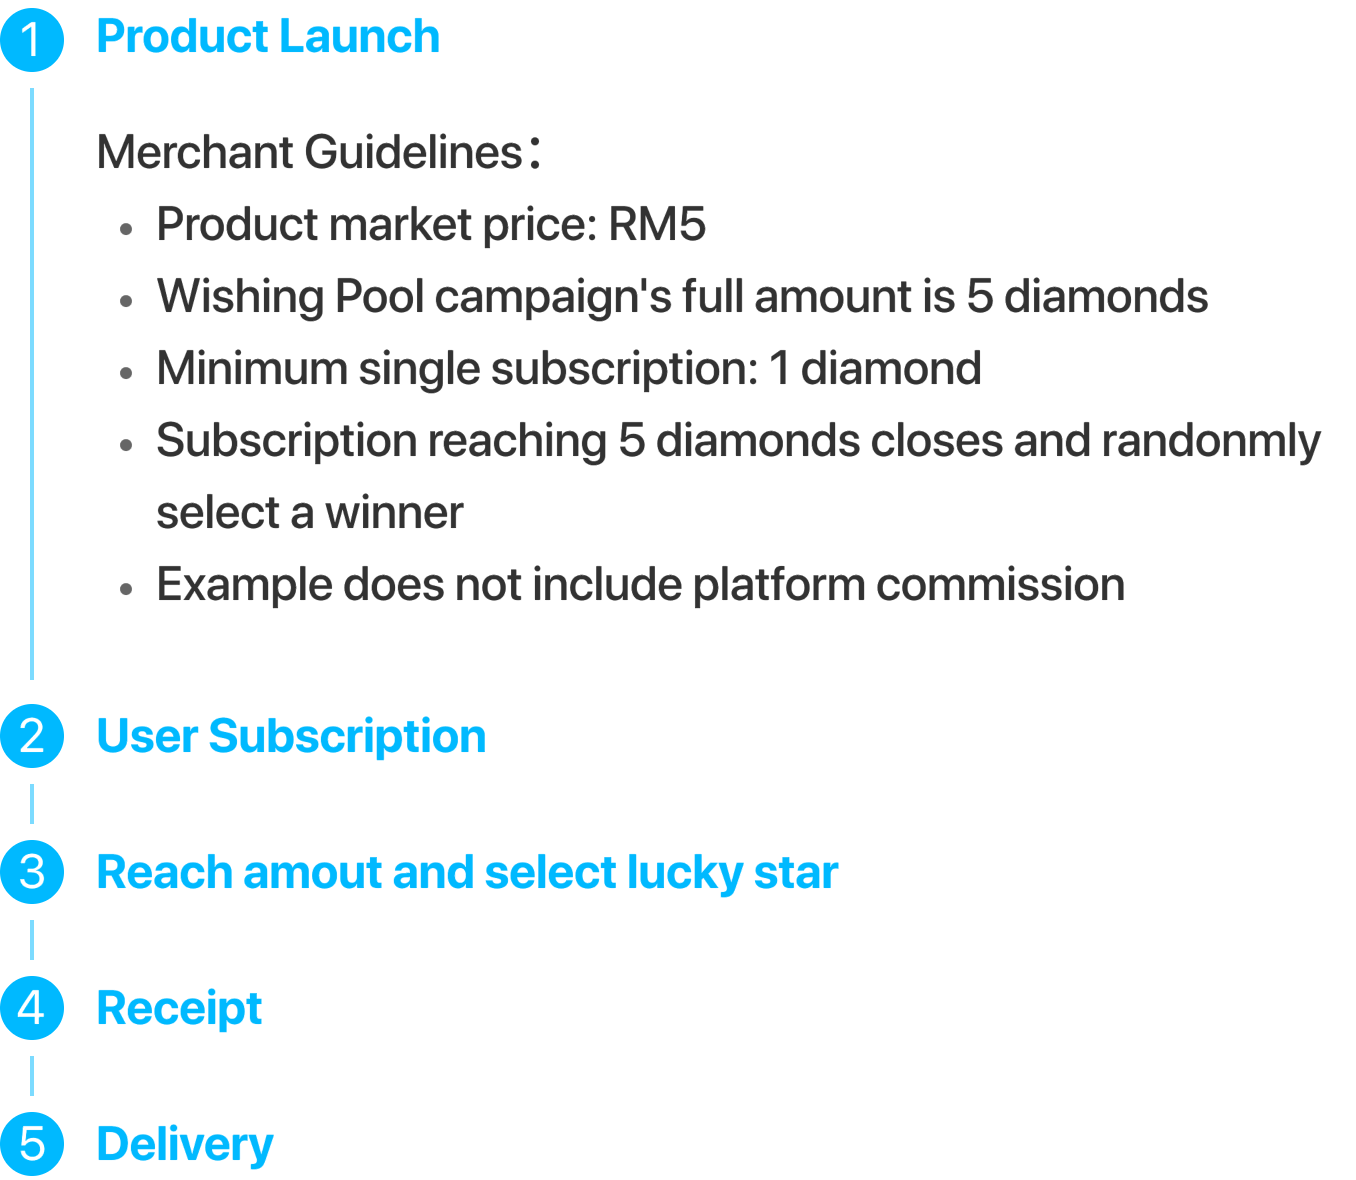 1 Product Launch
Merchant Guidelines：
• Product market price: RM5
• Wishing Pool campaign's full amount is 5 diamonds
• Minimum single subscription: 1 diamond
• Subscription reaching 5 diamonds closes and randonmly
select a winner
• Example does not include platform commission
2 User Subscription
3 Reach amout and select lucky star
4 Receipt
5 Delivery